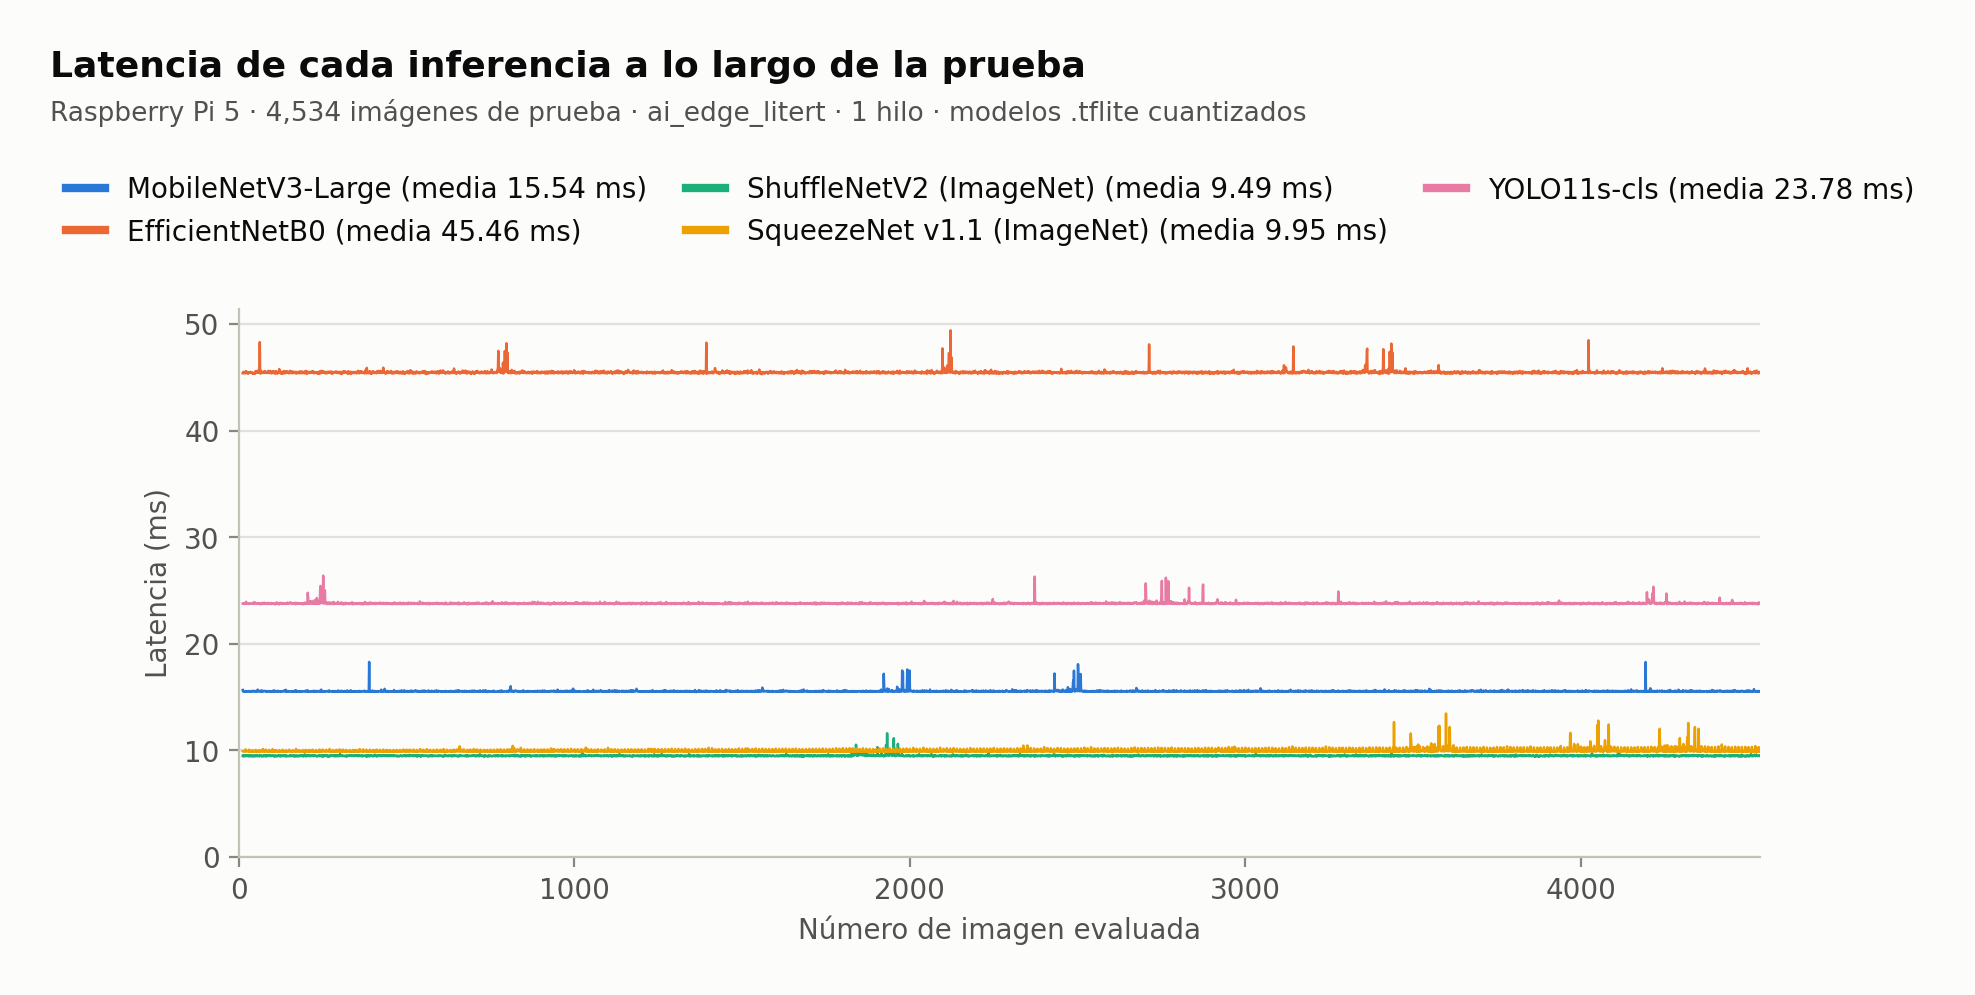 Latencia de cada inferencia a lo largo de la prueba
Raspberry Pi 5 · 4,534 imágenes de prueba · ai_edge_litert · 1 hilo · modelos .tflite cuantizados
MobileNetV3-Large (media 15.54 ms)
EfficientNetB0 (media 45.46 ms)
ShuffleNetV2 (ImageNet) (media 9.49 ms)
SqueezeNet v1.1 (ImageNet) (media 9.95 ms)
YOLO11s-cls (media 23.78 ms)
Latencia (ms)
50
40
30
20
10
0
0 1000 2000 3000 4000
Número de imagen evaluada